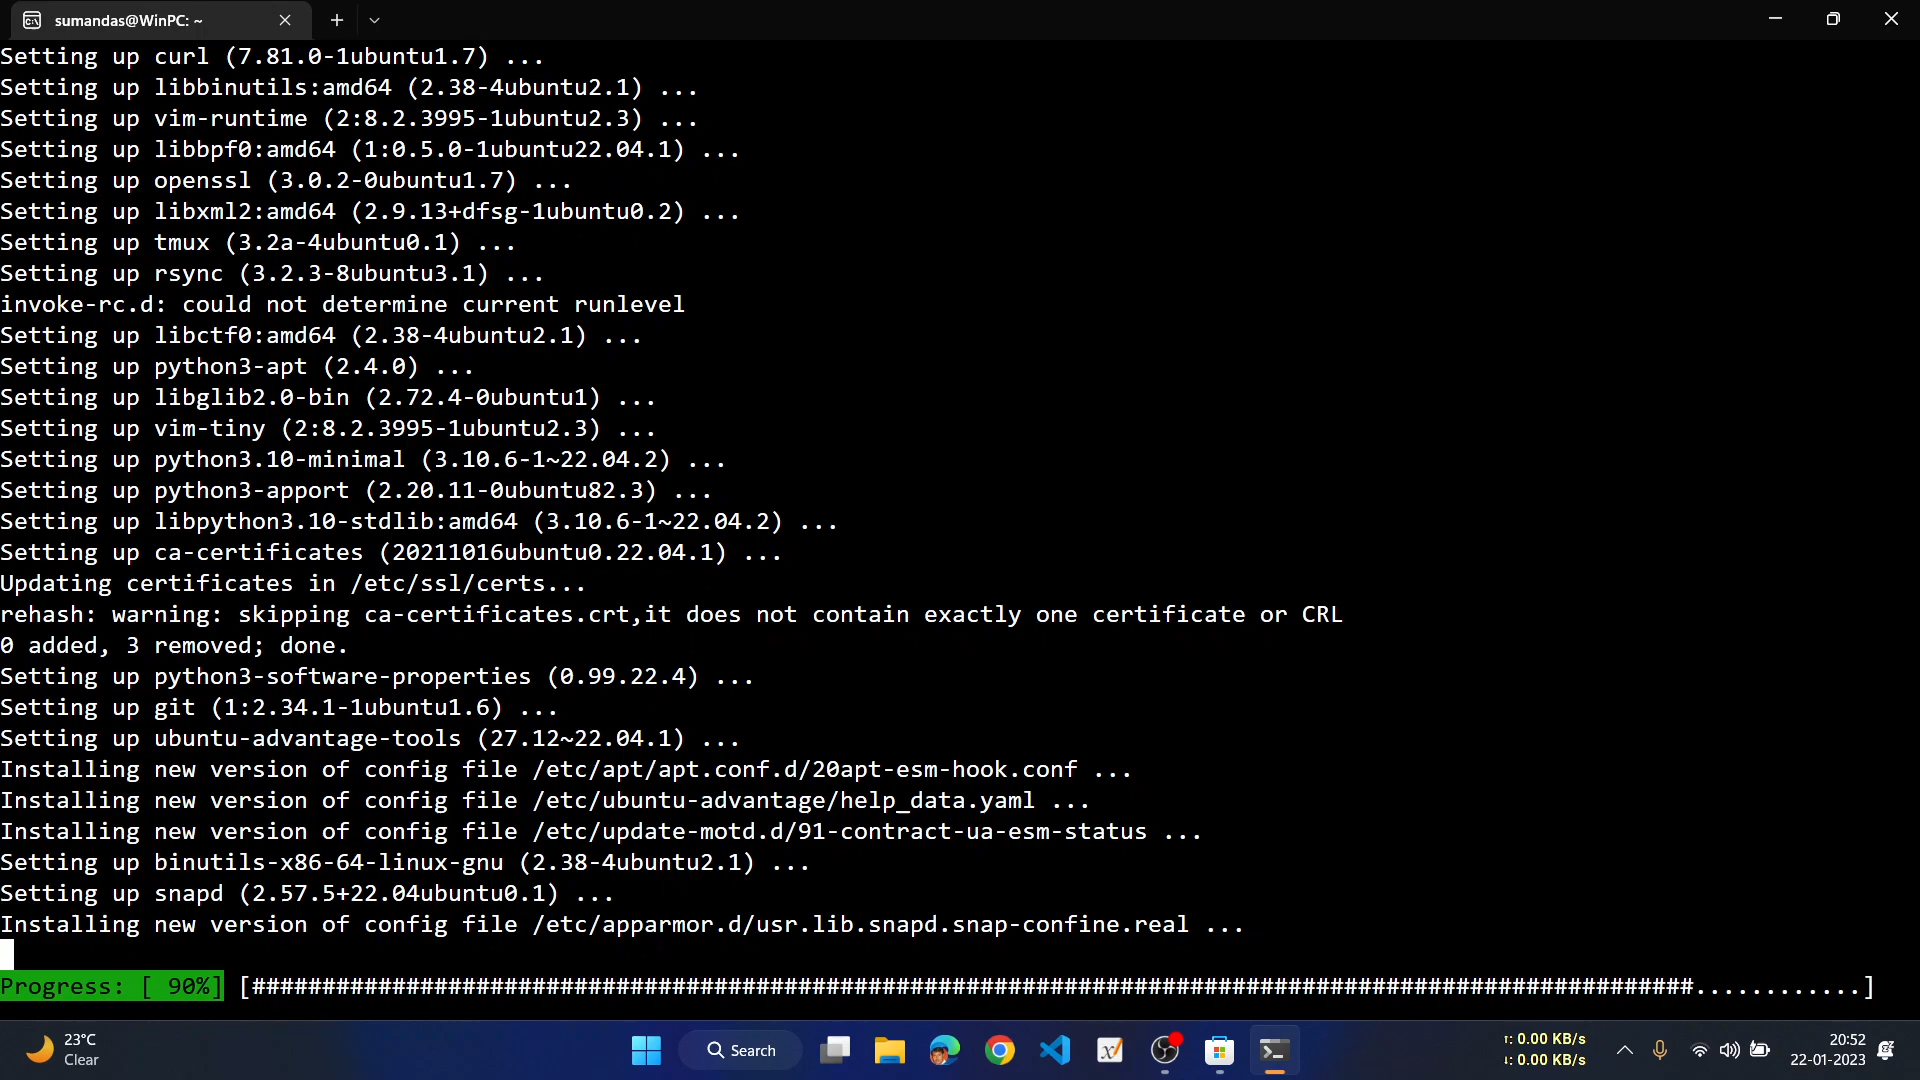 sumandas@WinPC: ~
Setting up curl (7.81.0-1ubuntu1.7) ...
Setting up libbinutils:amd64 (2.38-4ubuntu2.1) ...
Setting up vim-runtime (2:8.2.3995-1ubuntu2.3) ...
Setting up libbpf0:amd64 (1:0.5.0-1ubuntu22.04.1) ...
Setting up openssl (3.0.2-0ubuntu1.7) ...
Setting up libxml2:amd64 (2.9.13+dfsg-1ubuntu0.2) ...
Setting up tmux (3.2a-4ubuntu0.1) ...
Setting up rsync (3.2.3-8ubuntu3.1) ...
invoke-rc.d: could not determine current runlevel
Setting up libctf0:amd64 (2.38-4ubuntu2.1) ...
Setting up python3-apt (2.4.0) ...
Setting up libglib2.0-bin (2.72.4-0ubuntu1) ...
Setting up vim-tiny (2:8.2.3995-1ubuntu2.3) ...
Setting up python3.10-minimal (3.10.6-1~22.04.2) ...
Setting up python3-apport (2.20.11-0ubuntu82.3) ...
Setting up libpython3.10-stdlib:amd64 (3.10.6-1~22.04.2) ...
Setting up ca-certificates (20211016ubuntu0.22.04.1) ...
Updating certificates in /etc/ssl/certs...
rehash: warning: skipping ca-certificates.crt,it does not contain exactly one certificate or CRL
0 added, 3 removed; done.
Setting up python3-software-properties (0.99.22.4) ...
Setting up git (1:2.34.1-1ubuntu1.6) ...
Setting up ubuntu-advantage-tools (27.12~22.04.1) ...
Installing new version of config file /etc/apt/apt.conf.d/20apt-esm-hook.conf ...
Installing new version of config file /etc/ubuntu-advantage/help_data.yaml ...
Installing new version of config file /etc/update-motd.d/91-contract-ua-esm-status ...
Setting up binutils-x86-64-linux-gnu (2.38-4ubuntu2.1) ...
Setting up snapd (2.57.5+22.04ubuntu0.1) ...
Installing new version of config file /etc/apparmor.d/usr.lib.snapd.snap-confine.real ...
Progress: [ 90%] [#######################################################################################################............]
23°C
Clear
Search
↑: 0.00 KB/s
↓: 0.00 KB/s
20:52
22-01-2023